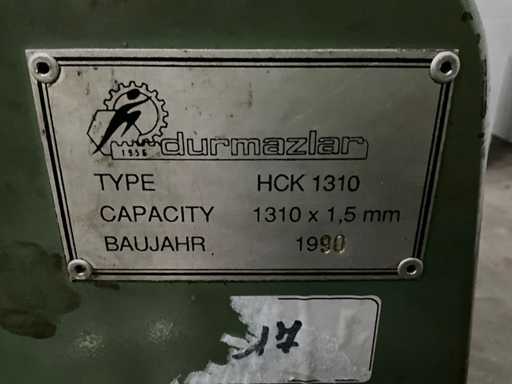 1956 durmazlar
TYPE HCK 1310
CAPACITY 1310 x 1,5 mm
BAUJAHR 1990